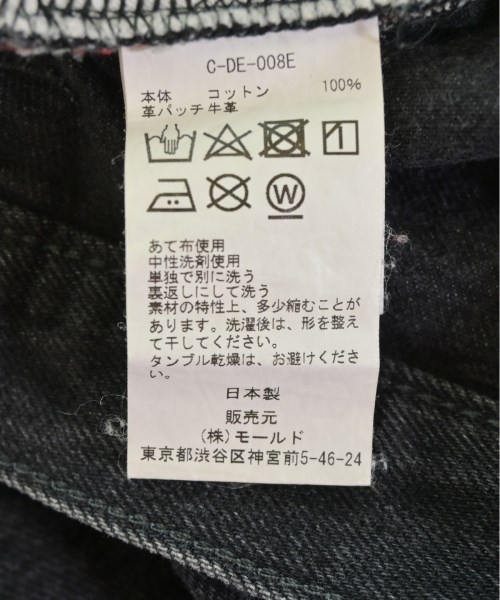 C-DE-008E
本体 コットン 100%
革パッチ牛革
W
あて布使用
中性洗剤使用
単独で別に洗う
裏返しにして洗う
素材の特性上、多少縮むことが
あります。洗濯後は、形を整え
て干してください。
タンブル乾燥は、お避けくださ
い。
日本製
販売元
(株)モールド
東京都渋谷区神宮前5-46-24